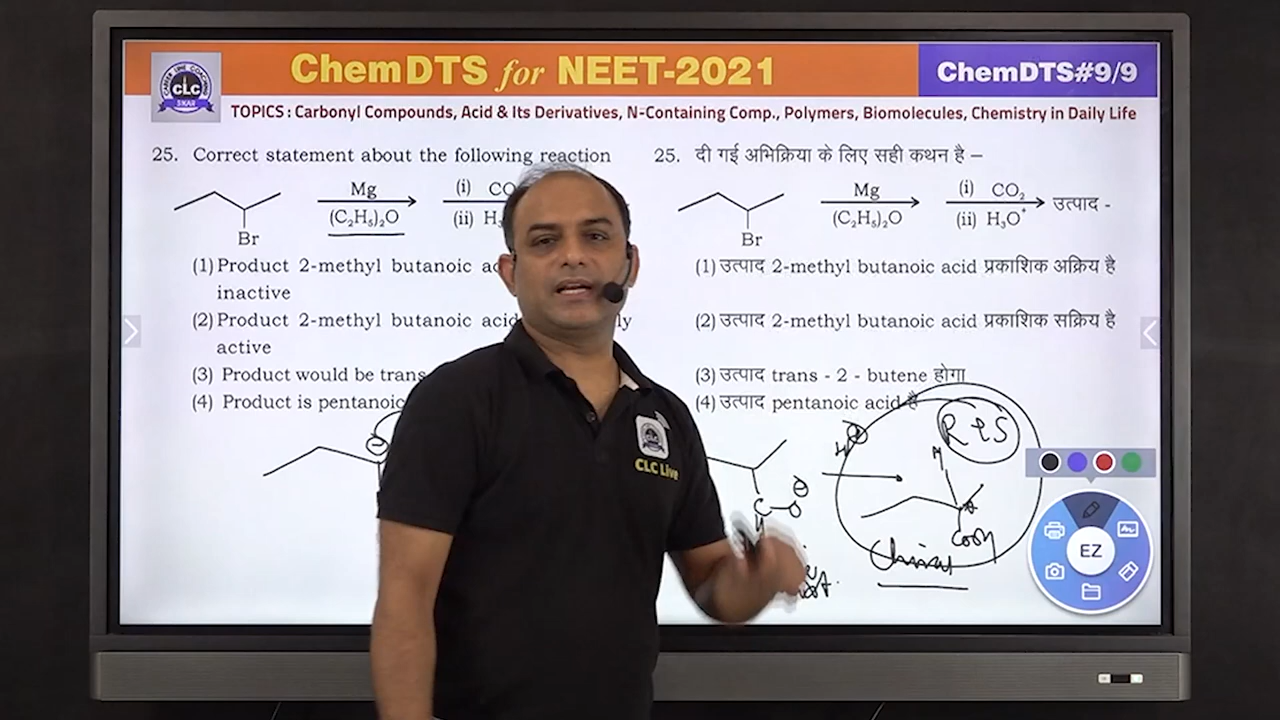 CAREER LINE COACHING
CLC
SIKAR
ChemDTS for NEET-2021
ChemDTS#9/9
TOPICS : Carbonyl Compounds, Acid & Its Derivatives, N-Containing Comp., Polymers, Biomolecules, Chemistry in Daily Life
25. Correct statement about the following reaction
Mg
(C₂H₅)₂O
(i) CO
(ii) H
Br
(1) Product 2-methyl butanoic
inactive
(2) Product 2-methyl butanoic acid
ly
active
(3) Product would be trans
(4) Product is pentanoic
⊖
25. दी गई अभिक्रिया के लिए सही कथन है –
Mg
(C₂H₅)₂O
(i) CO₂
(ii) H₃O⁺
उत्पाद -
Br
(1) उत्पाद 2-methyl butanoic acid प्रकाशिक अक्रिय है
(2) उत्पाद 2-methyl butanoic acid प्रकाशिक सक्रिय है
(3) उत्पाद trans - 2 - butene होगा
(4) उत्पाद pentanoic acid है
R & S
H⊕
H
C-O⊖
COOH
Chiral
CLC Live
EZ